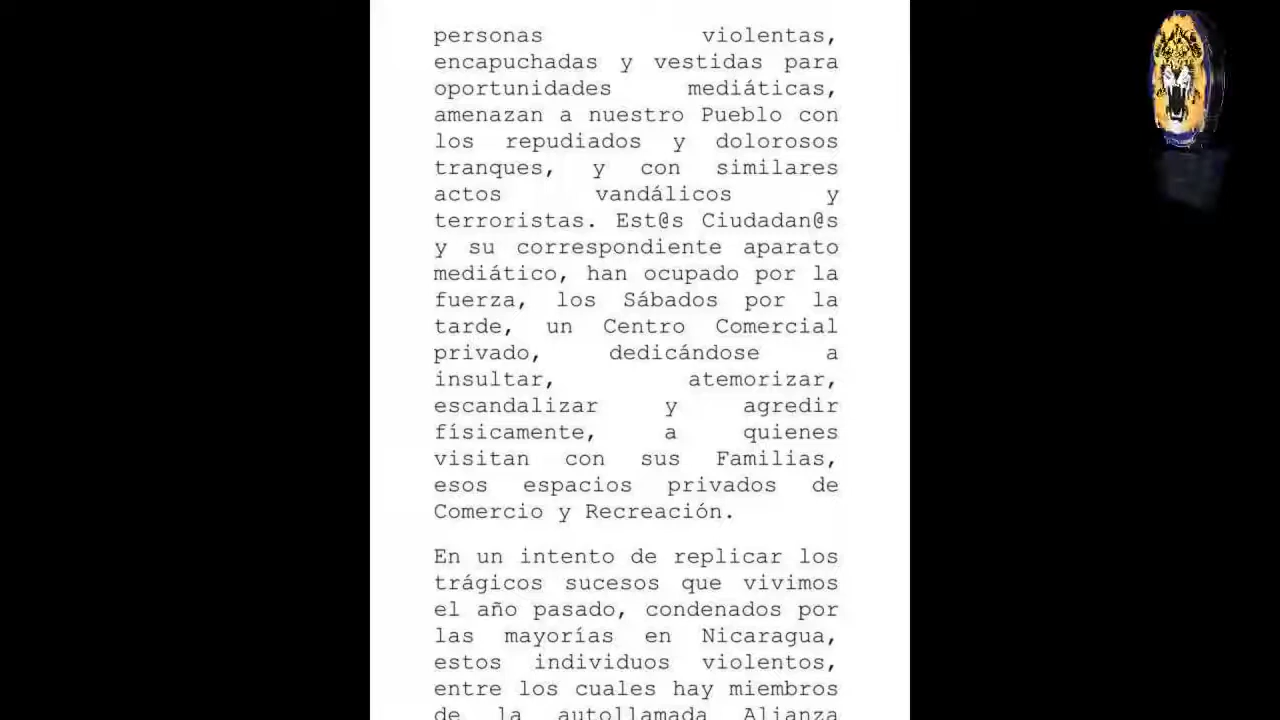 personas violentas,
encapuchadas y vestidas para
oportunidades mediáticas,
amenazan a nuestro Pueblo con
los repudiados y dolorosos
tranques, y con similares
actos vandálicos y
terroristas. Est@s Ciudadan@s
y su correspondiente aparato
mediático, han ocupado por la
fuerza, los Sábados por la
tarde, un Centro Comercial
privado, dedicándose a
insultar, atemorizar,
escandalizar y agredir
físicamente, a quienes
visitan con sus Familias,
esos espacios privados de
Comercio y Recreación.
En un intento de replicar los
trágicos sucesos que vivimos
el año pasado, condenados por
las mayorías en Nicaragua,
estos individuos violentos,
entre los cuales hay miembros
de la autollamada Alianza